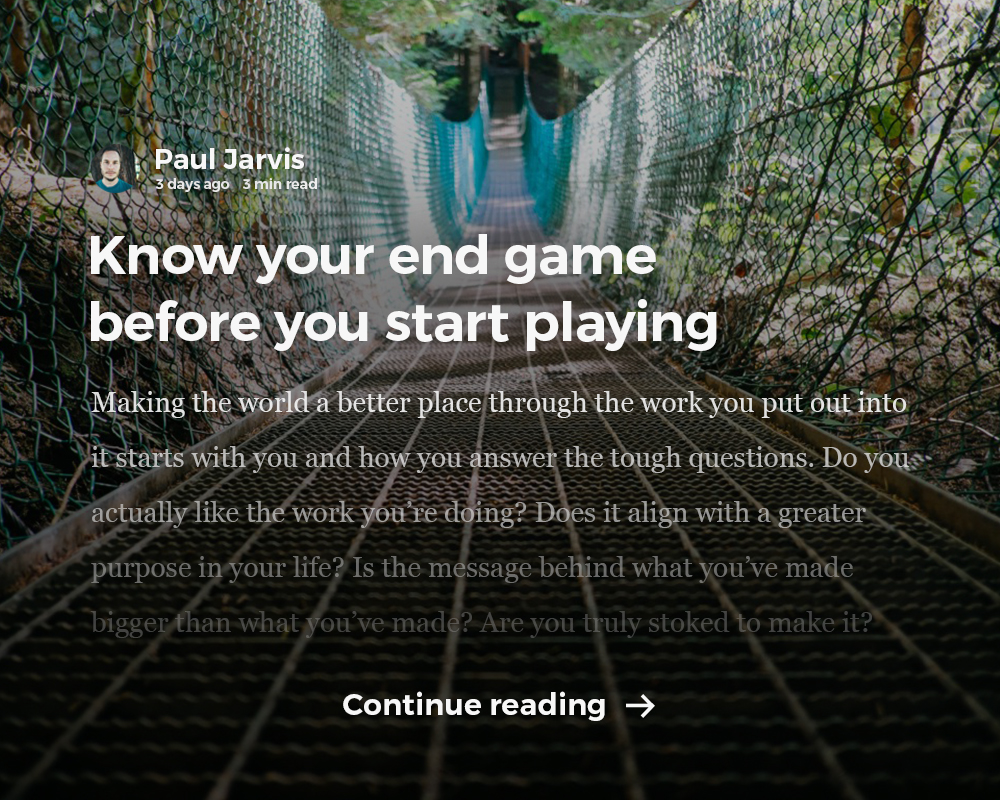 Paul Jarvis
3 days ago 3 min read
Know your end game
before you start playing
Making the world a better place through the work you put out into
it starts with you and how you answer the tough questions. Do you
actually like the work you’re doing? Does it align with a greater
purpose in your life? Is the message behind what you’ve made
bigger than what you’ve made? Are you truly stoked to make it?
Continue reading →